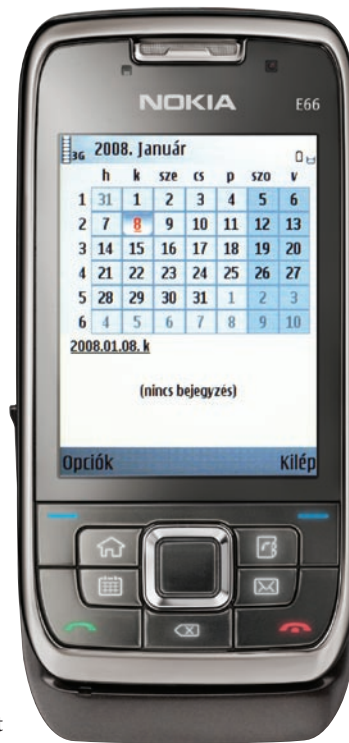 NOKIA E66
3G 2008. Január
h k sze cs p szo v
1 31 1 2 3 4 5 6
2 7 8 9 10 11 12 13
3 14 15 16 17 18 19 20
4 21 22 23 24 25 26 27
5 28 29 30 31 1 2 3
6 4 5 6 7 8 9 10
2008.01.08. k
(nincs bejegyzés)
Opciók Kilép
t